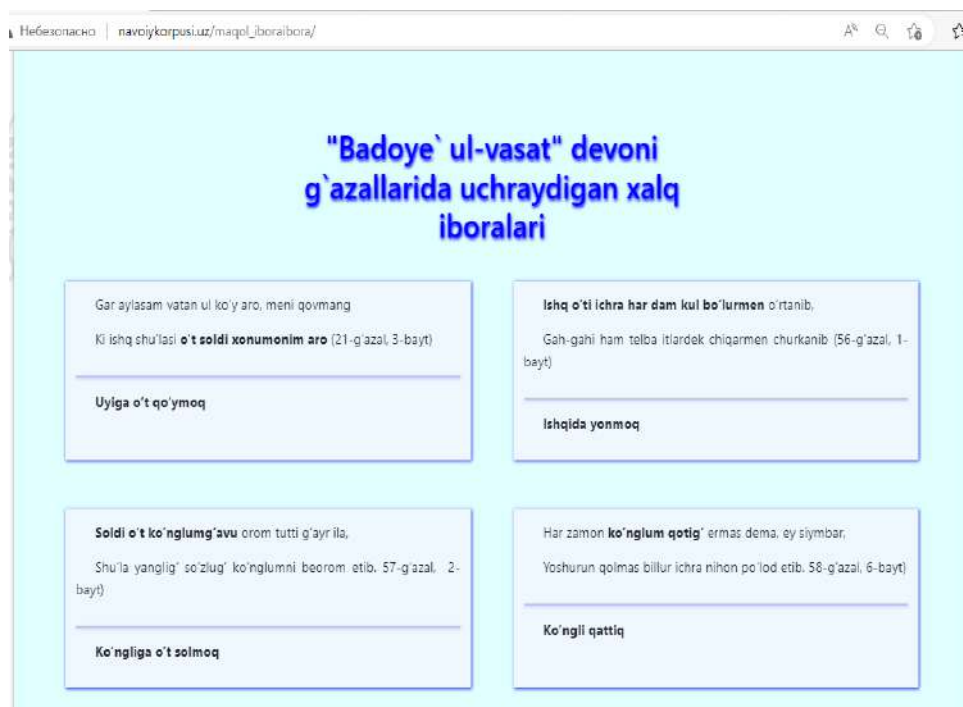 Небезопасно navoiykorpusi.uz/maqol_iboraibora/
"Badoye` ul-vasat" devoni
g`azallarida uchraydigan xalq
iboralari
Gar aylasam vatan ul ko'y aro, meni qovmang
Ki ishq shu'lasi o't soldi xonumonim aro (21-g'azal, 3-bayt)
Uyiga o't qo'ymoq
Ishq o'ti ichra har dam kul bo'lurmen o'rtanib,
Gah-gahi ham telba itlardek chiqarmen churkanib (56-g'azal, 1-
bayt)
Ishqida yonmoq
Soldi o't ko'nglumg'avu orom tutti g'ayr ila,
Shu'la yanglig' so'zlug' ko'nglumni beorom etib. 57-g'azal, 2-
bayt)
Ko'ngliga o't solmoq
Har zamon ko'nglum qotig' ermas dema, ey siymbar,
Yoshurun qolmas billur ichra nihon po'lod etib. 58-g'azal, 6-bayt)
Ko'ngli qattiq